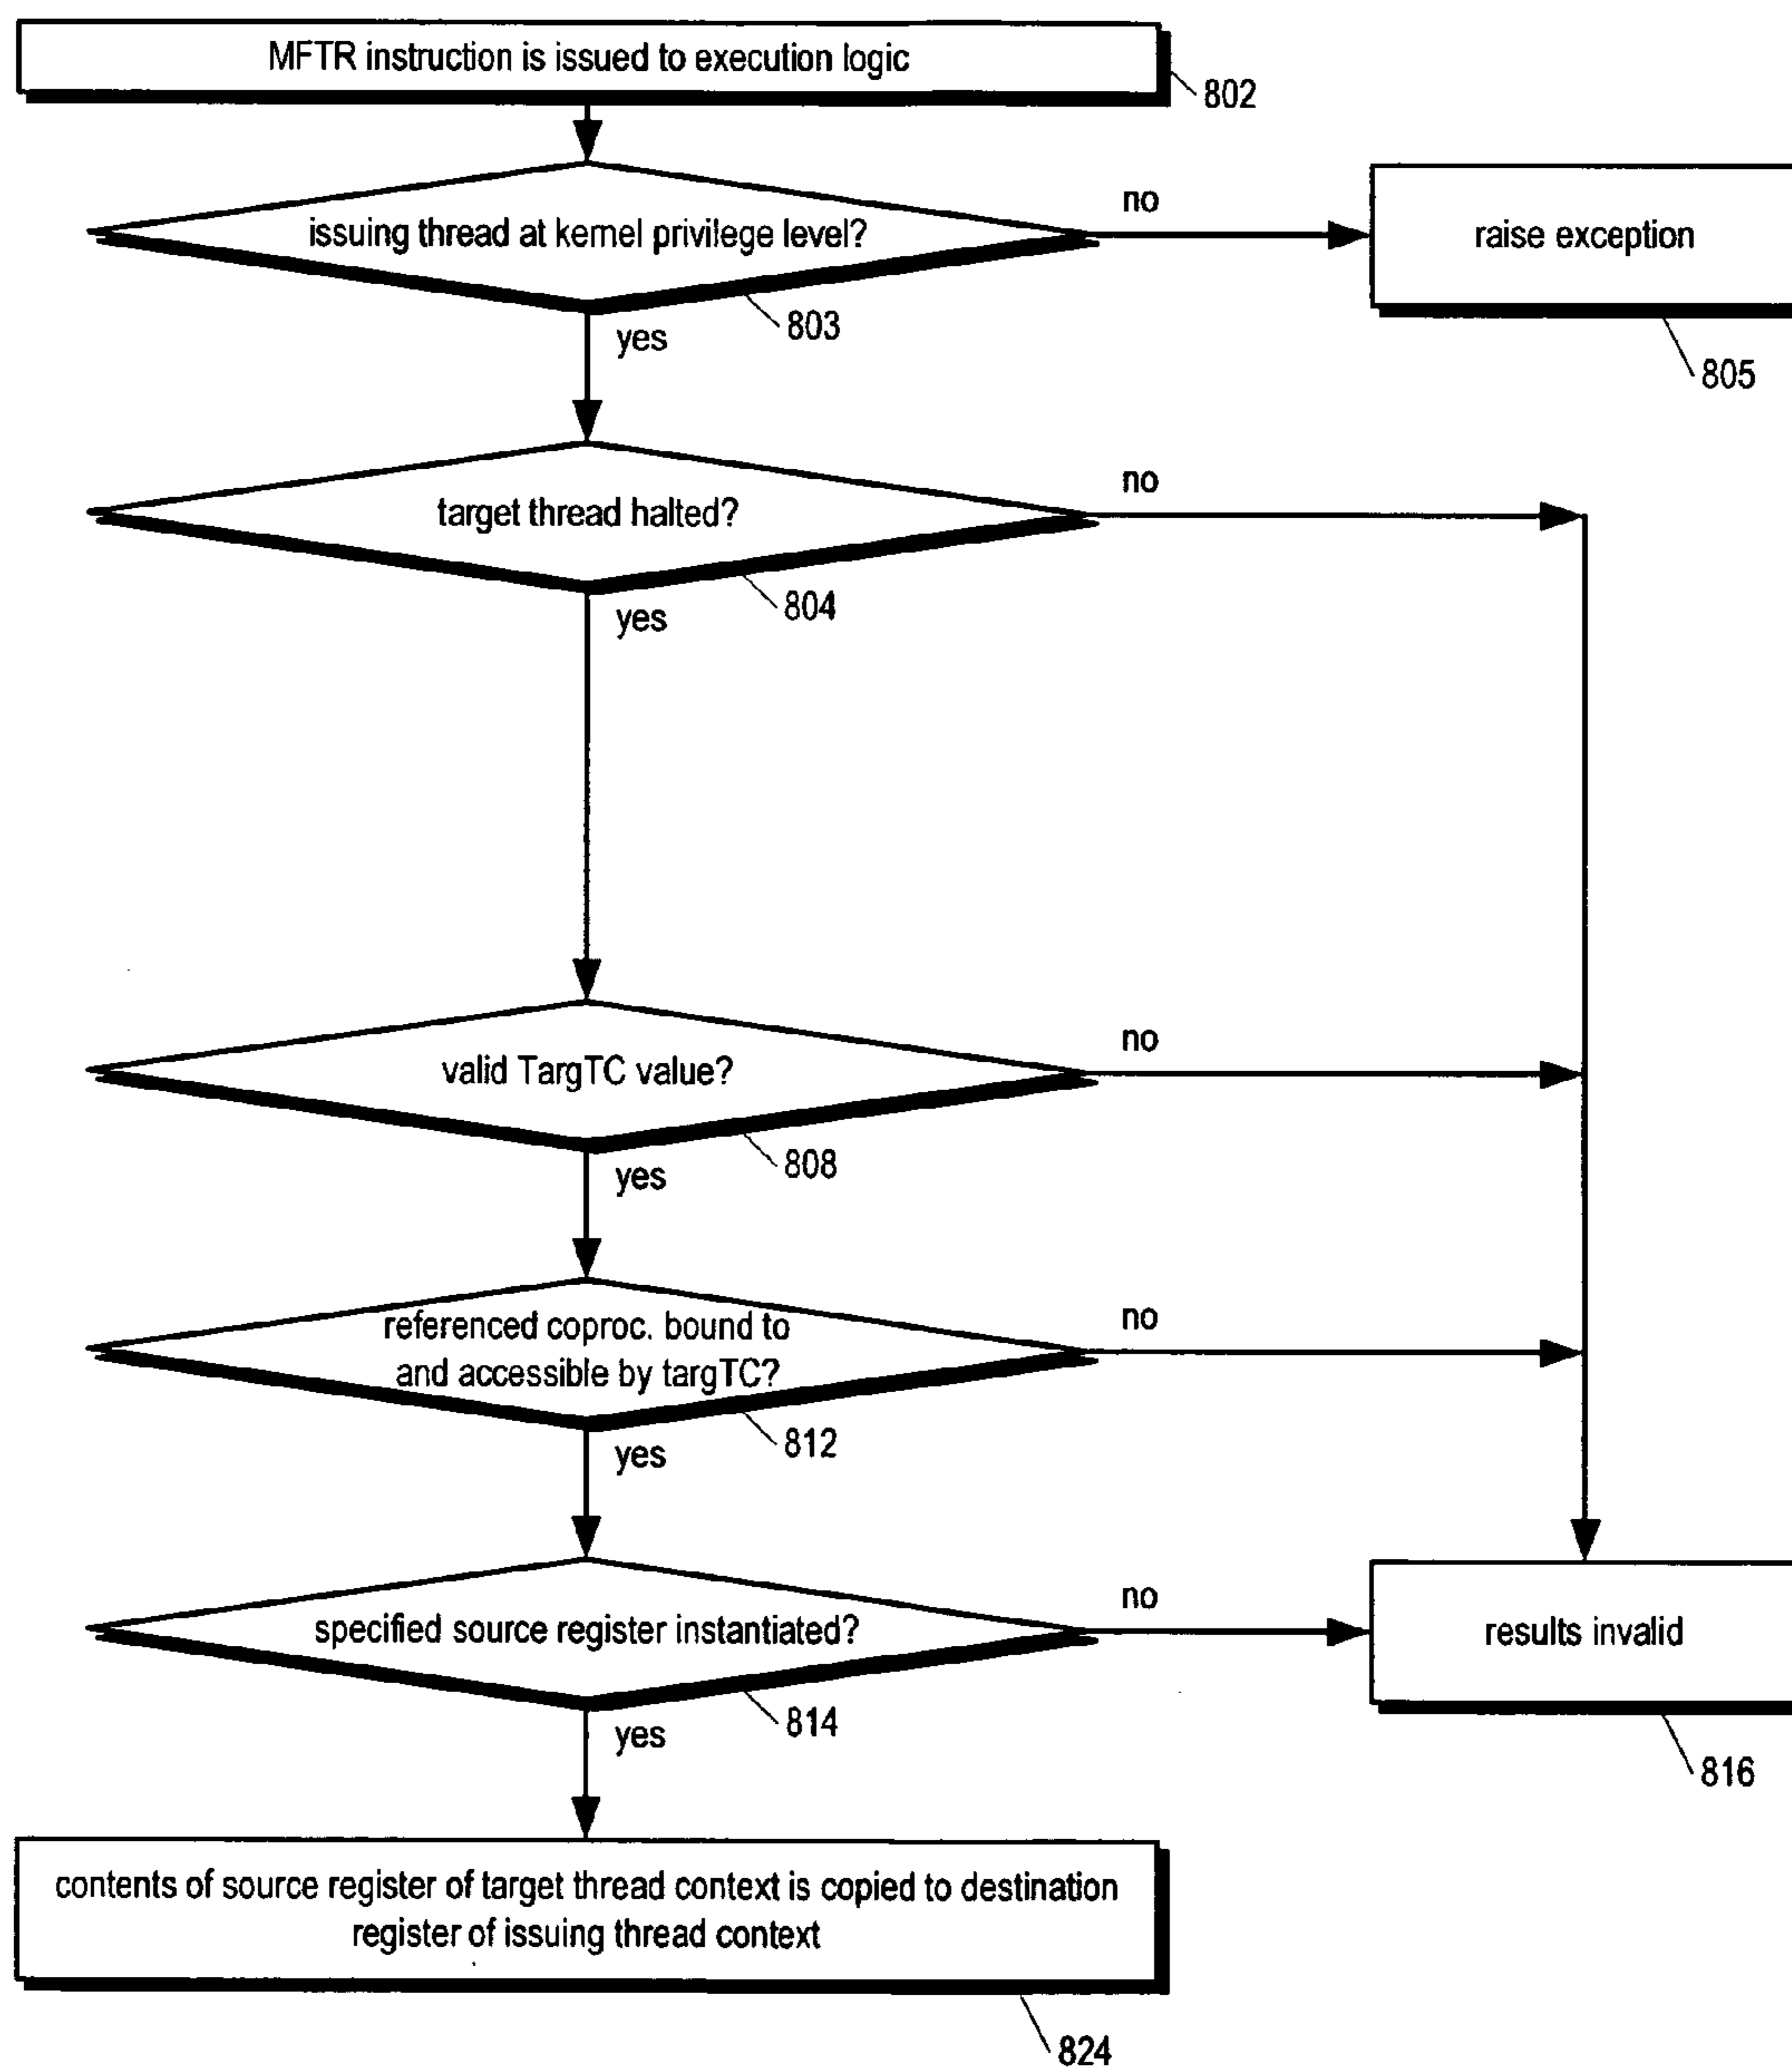 MFTR instruction is issued to execution logic
802
issuing thread at kernel privilege level?
no
raise exception
803
yes
805
target thread halted?
no
804
yes
valid TargTC value?
no
808
yes
referenced coproc. bound to
and accessible by targTC?
no
812
yes
specified source register instantiated?
no
results invalid
814
yes
816
contents of source register of target thread context is copied to destination
register of issuing thread context
824